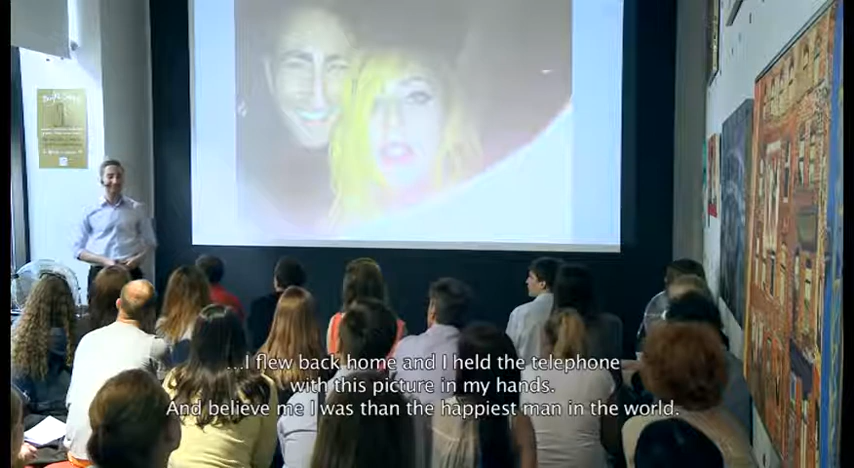 ...I flew back home and I held the telephone
with this picture in my hands.
And believe me I was than the happiest man in the world.